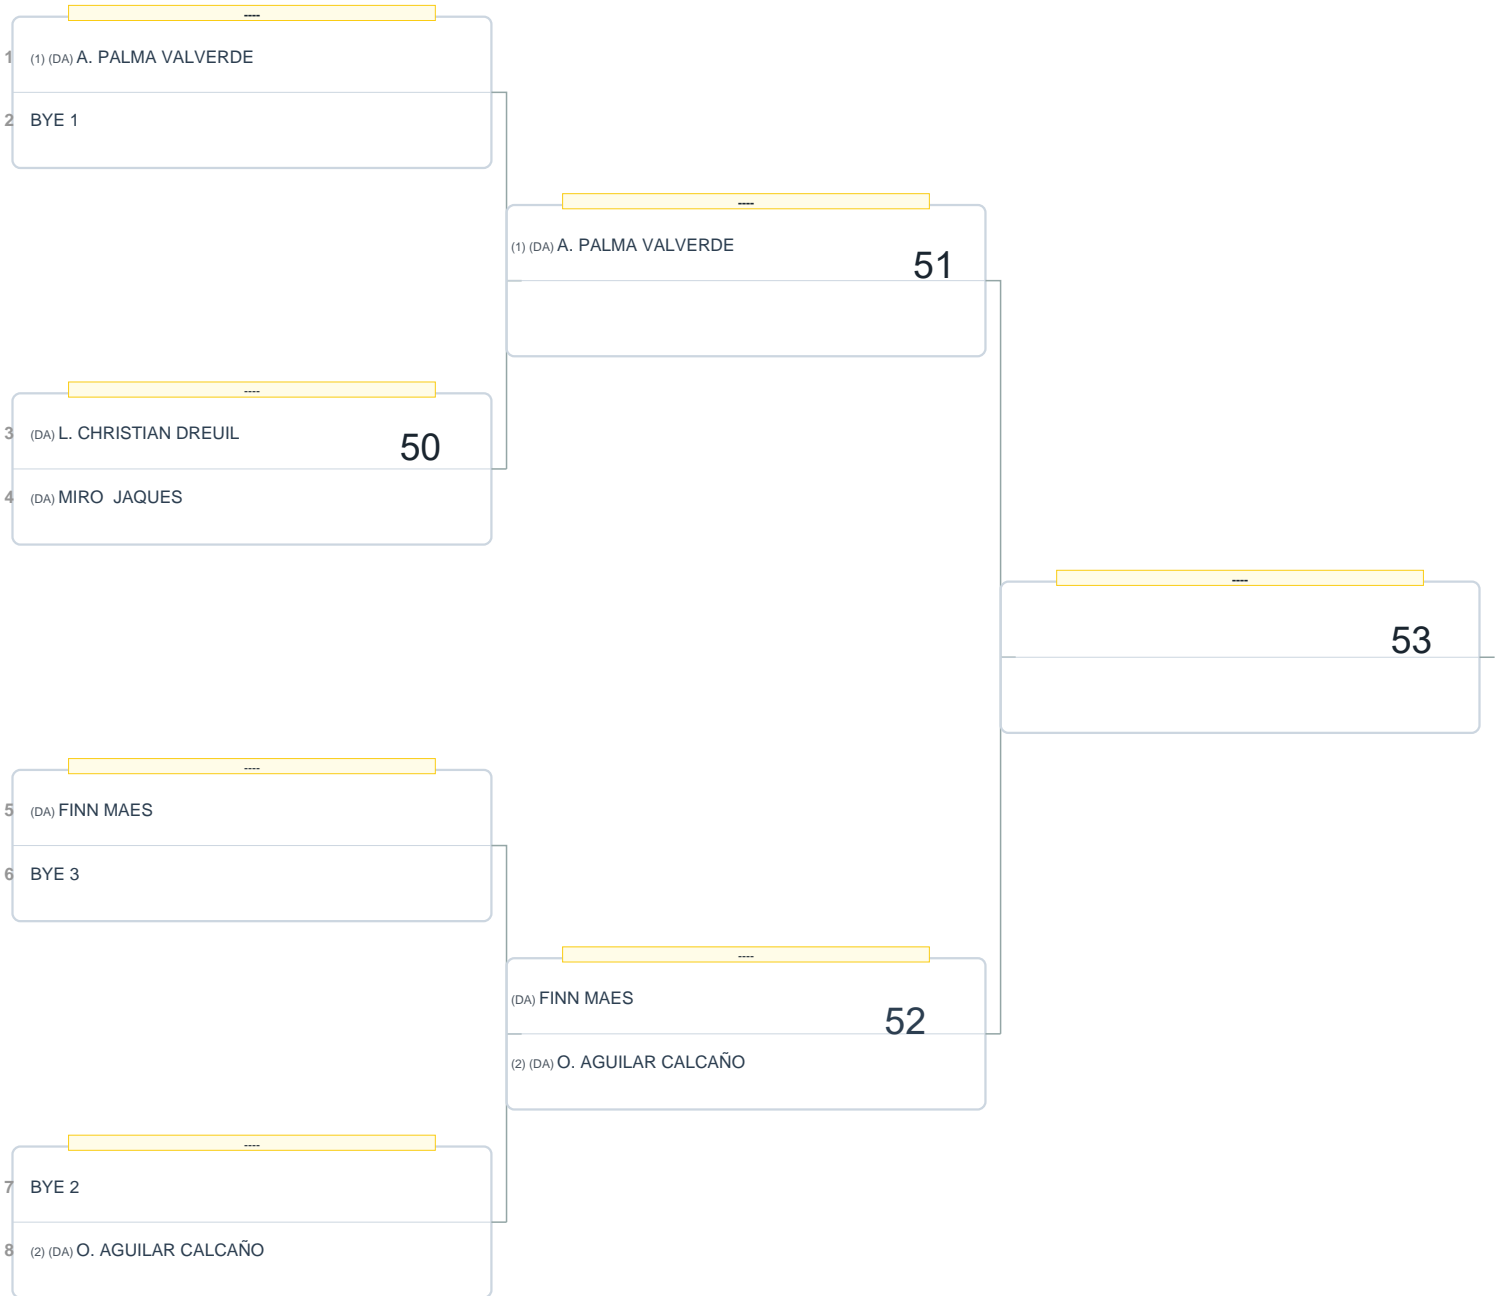 ----
1 (1) (DA) A. PALMA VALVERDE
2 BYE 1
----
(1) (DA) A. PALMA VALVERDE
51
----
3 (DA) L. CHRISTIAN DREUIL
50
4 (DA) MIRO JAQUES
----
53
----
5 (DA) FINN MAES
6 BYE 3
----
(DA) FINN MAES
52
(2) (DA) O. AGUILAR CALCAÑO
----
7 BYE 2
8 (2) (DA) O. AGUILAR CALCAÑO